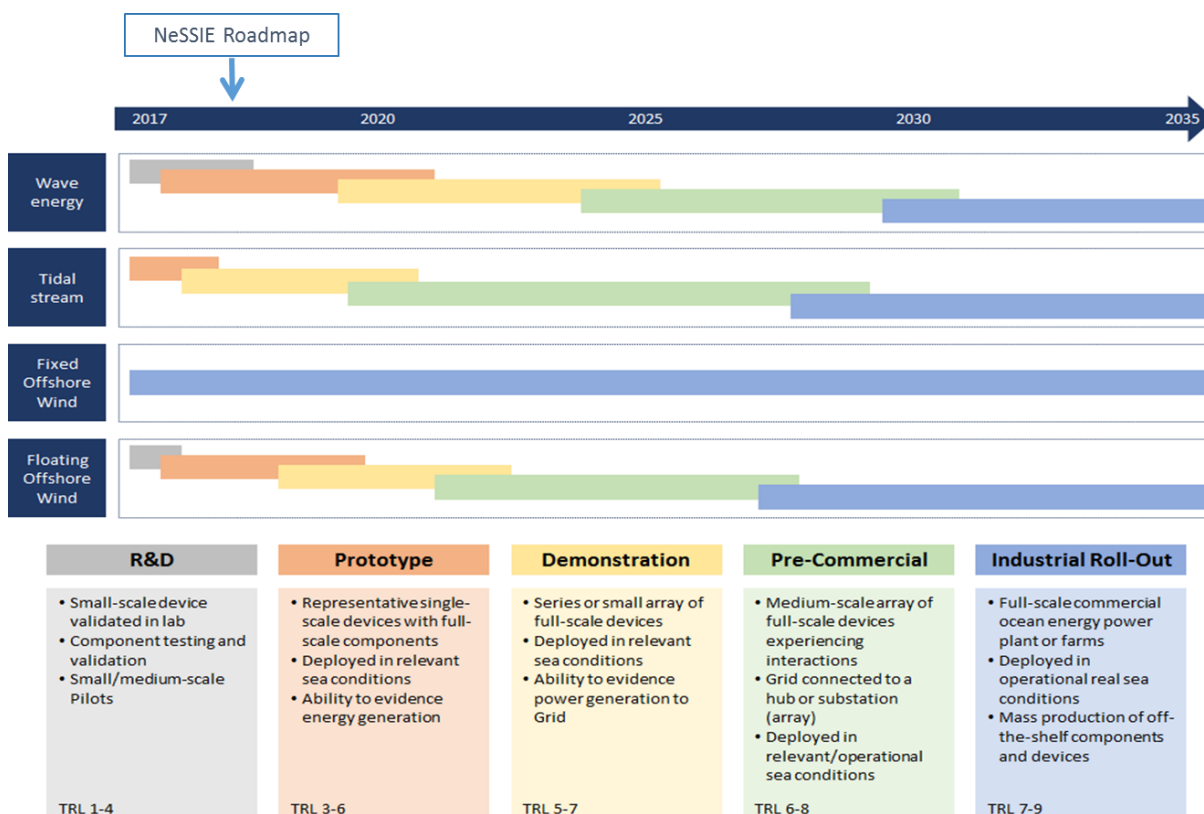 NeSSIE Roadmap
2017 2020 2025 2030 2035
Wave
energy
Tidal
stream
Fixed
Offshore
Wind
Floating
Offshore
Wind
R&D
• Small-scale device
validated in lab
• Component testing and
validation
• Small/medium-scale
Pilots
TRL 1-4
Prototype
• Representative single-
scale devices with full-
scale components
• Deployed in relevant
sea conditions
• Ability to evidence
energy generation
TRL 3-6
Demonstration
• Series or small array of
full-scale devices
• Deployed in relevant
sea conditions
• Ability to evidence
power generation to
Grid
TRL 5-7
Pre-Commercial
• Medium-scale array of
full-scale devices
experiencing
interactions
• Grid connected to a
hub or substation
(array)
• Deployed in
relevant/operational
sea conditions
TRL 6-8
Industrial Roll-Out
• Full-scale commercial
ocean energy power
plant or farms
• Deployed in
operational real sea
conditions
• Mass production of off-
the-shelf components
and devices
TRL 7-9